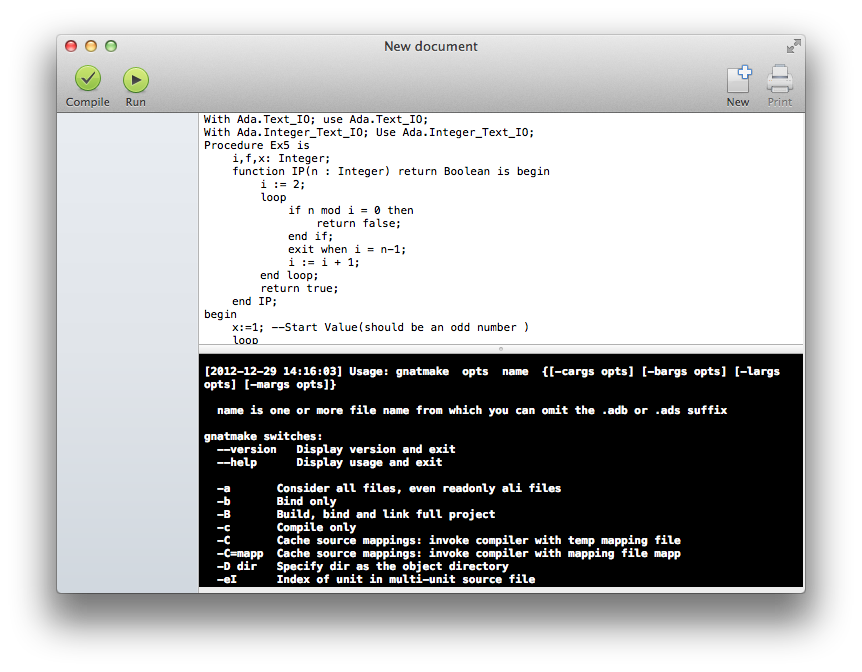 New document
Compile
Run
New
Print
With Ada.Text_IO; use Ada.Text_IO;
With Ada.Integer_Text_IO; Use Ada.Integer_Text_IO;
Procedure Ex5 is
    i,f,x: Integer;
    function IP(n : Integer) return Boolean is begin
        i := 2;
        loop
            if n mod i = 0 then
                return false;
            end if;
            exit when i = n-1;
            i := i + 1;
        end loop;
        return true;
    end IP;
begin
    x:=1; --Start Value(should be an odd number )
    loop
[2012-12-29 14:16:03] Usage: gnatmake  opts  name  {[-cargs opts] [-bargs opts] [-largs
opts] [-margs opts]}
  name is one or more file name from which you can omit the .adb or .ads suffix
gnatmake switches:
  --version   Display version and exit
  --help      Display usage and exit
  -a       Consider all files, even readonly ali files
  -b       Bind only
  -B       Build, bind and link full project
  -c       Compile only
  -C       Cache source mappings: invoke compiler with temp mapping file
  -C=mapp  Cache source mappings: invoke compiler with mapping file mapp
  -D dir   Specify dir as the object directory
  -eI      Index of unit in multi-unit source file